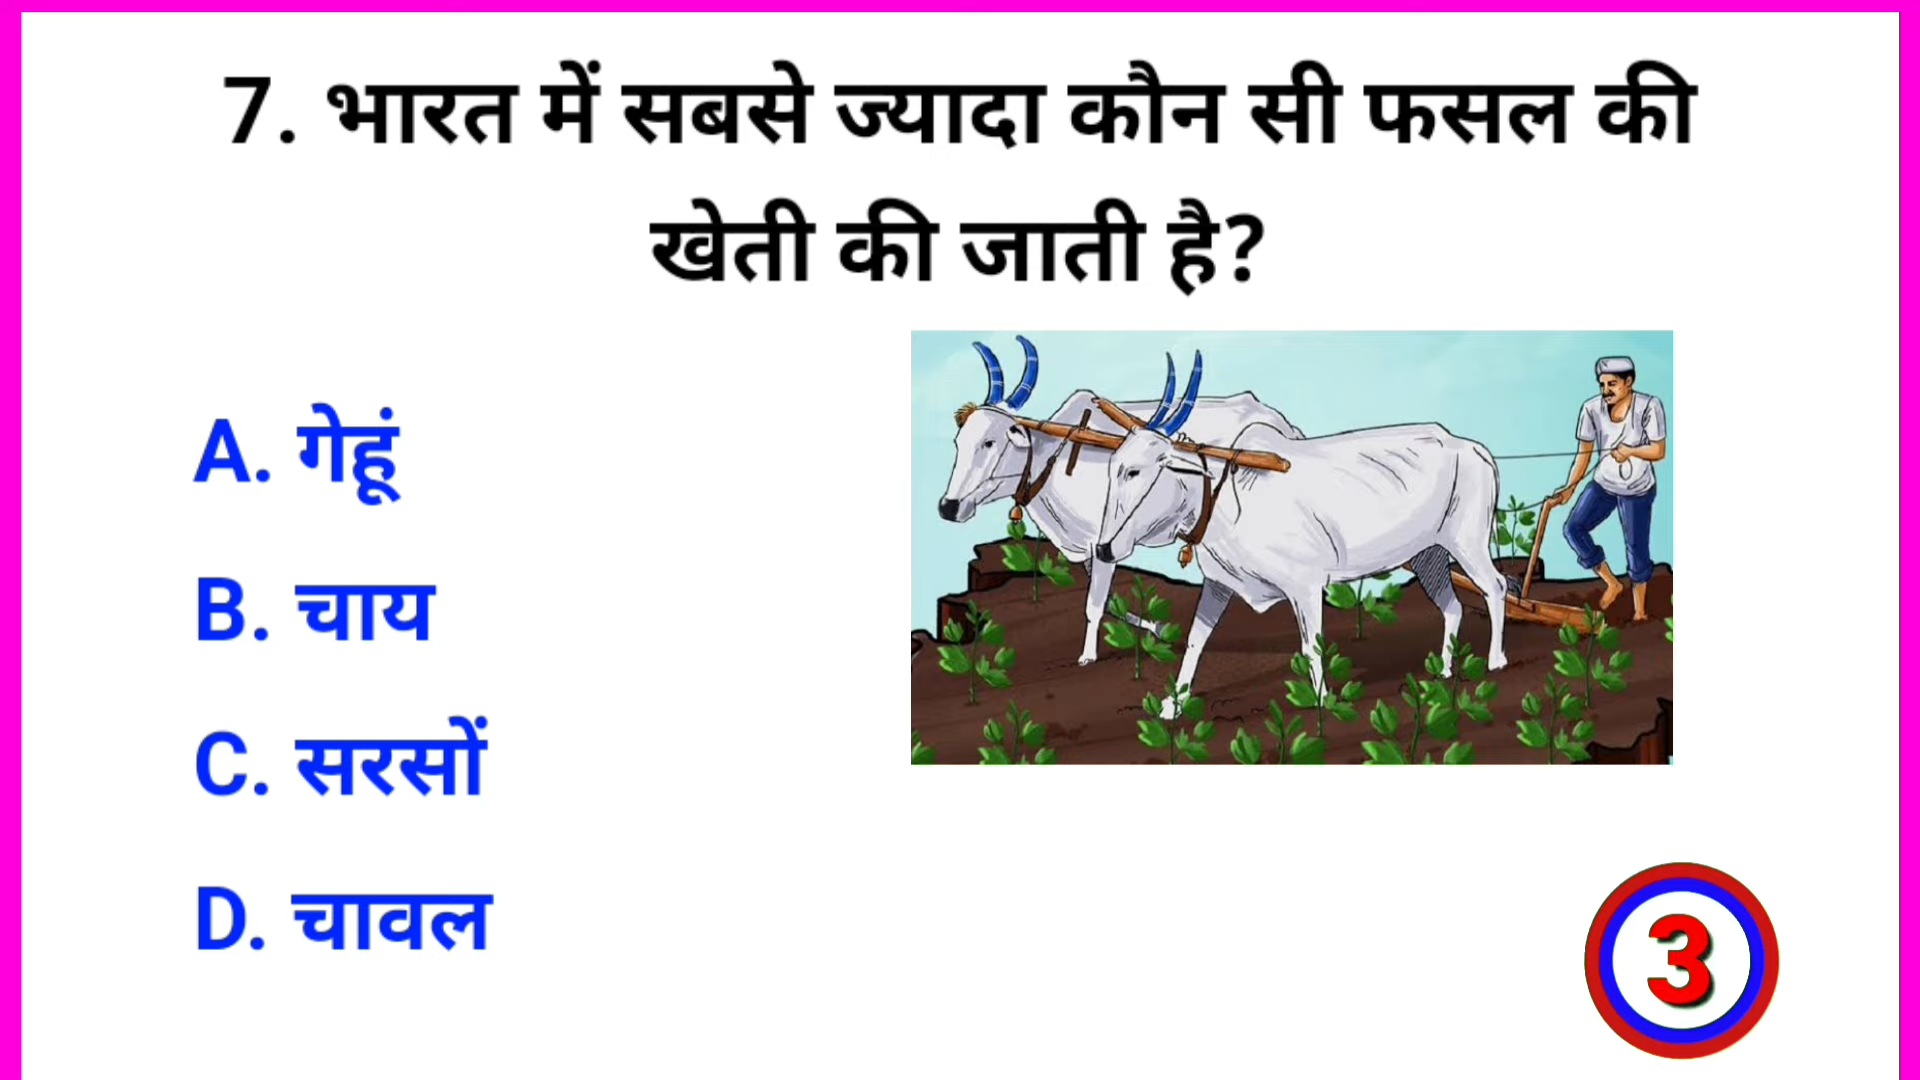 7. भारत में सबसे ज्यादा कौन सी फसल की
खेती की जाती है?
A. गेहूं
B. चाय
C. सरसों
D. चावल
3